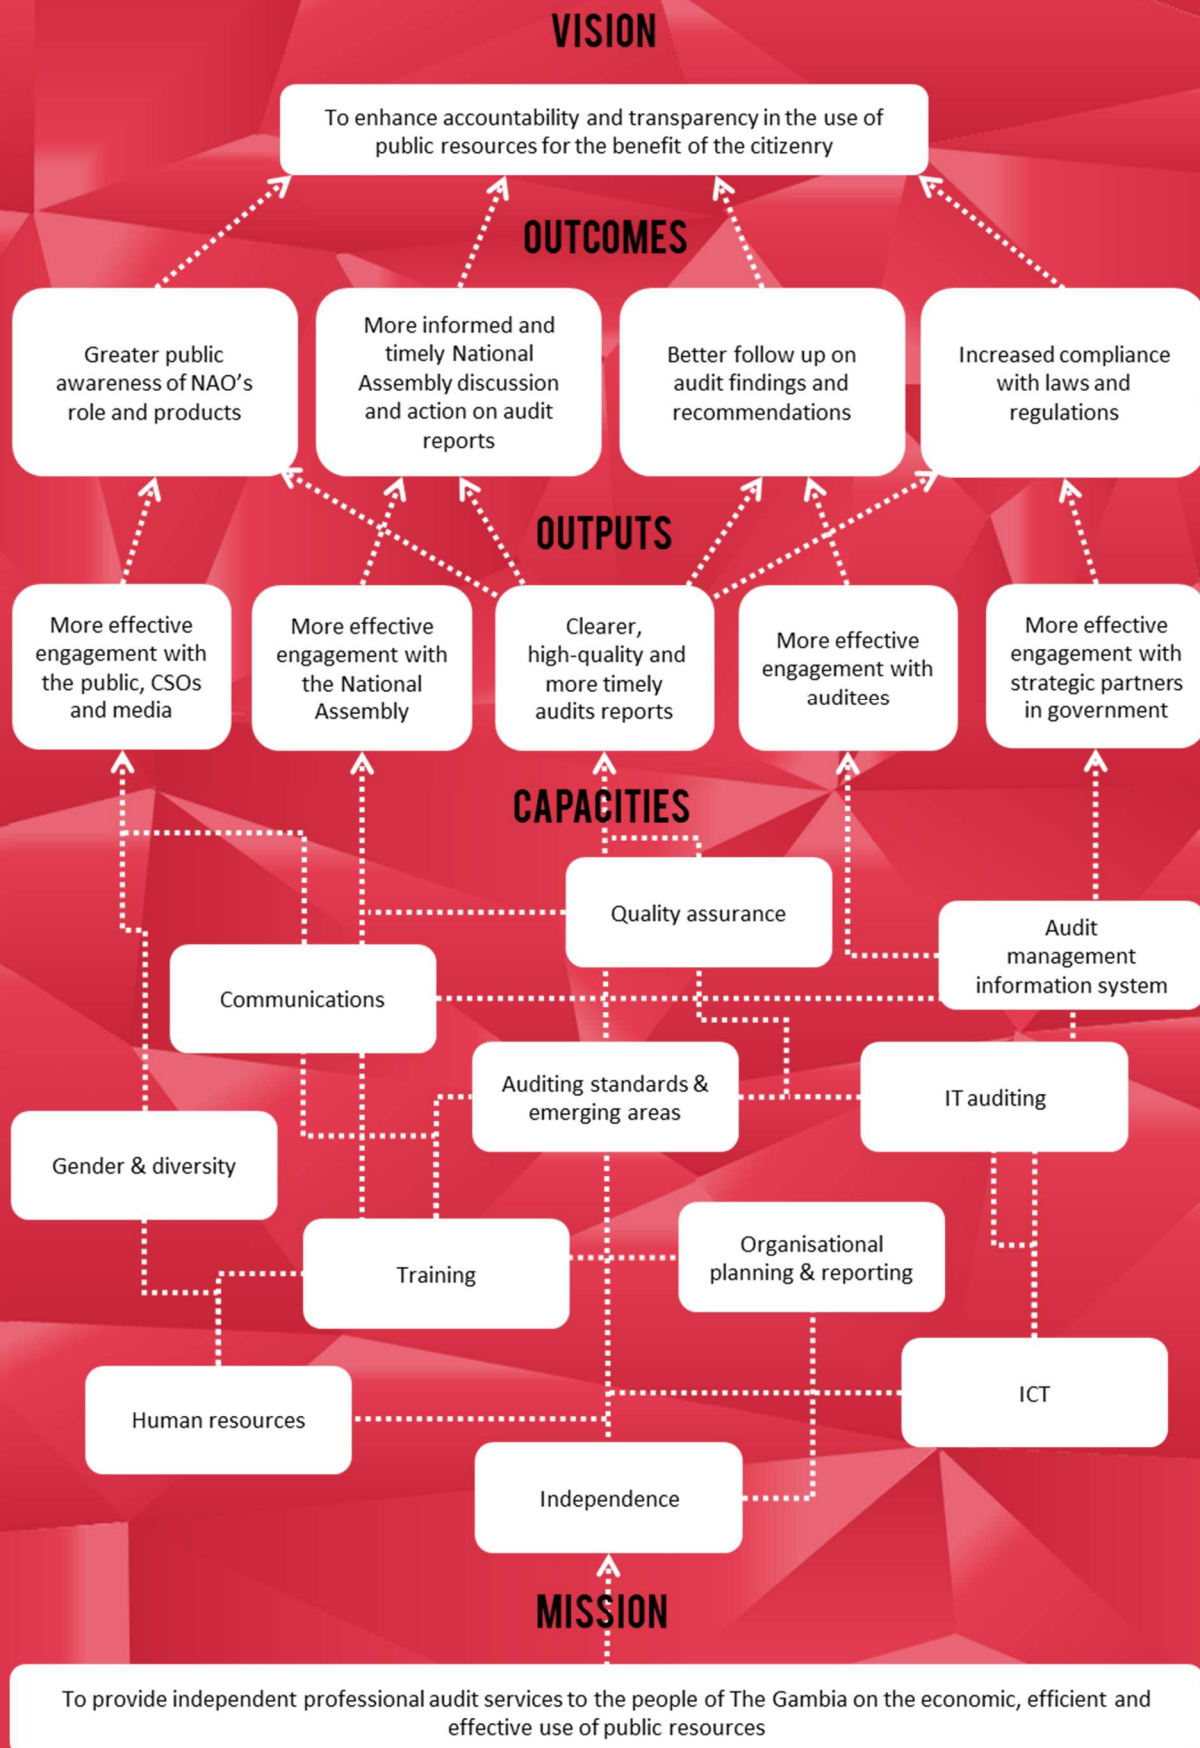 VISION
To enhance accountability and transparency in the use of
public resources for the benefit of the citizenry
OUTCOMES
Greater public
awareness of NAO's
role and products
More informed and
timely National
Assembly discussion
and action on audit
reports
Better follow up on
audit findings and
recommendations
Increased compliance
with laws and
regulations
OUTPUTS
More effective
engagement with
the public, CSOs
and media
More effective
engagement with
the National
Assembly
Clearer,
high-quality and
more timely
audits reports
More effective
engagement with
auditees
More effective
engagement with
strategic partners
in government
CAPACITIES
Quality assurance
Audit
management
information system
Communications
Auditing standards &
emerging areas
IT auditing
Gender & diversity
Training
Organisational
planning & reporting
Human resources
ICT
Independence
MISSION
To provide independent professional audit services to the people of The Gambia on the economic, efficient and
effective use of public resources